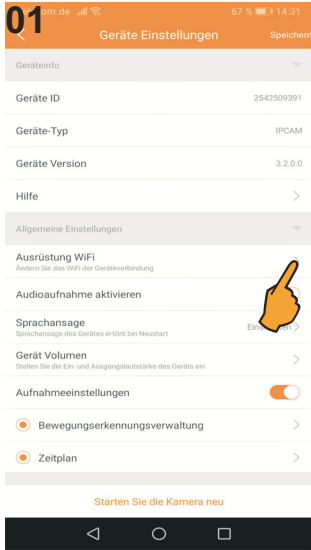 01
om.de
67 % 14:31
Geräte Einstellungen
Speichern
Geräteinfo
Geräte ID
2542509391
Geräte-Typ
IPCAM
Geräte Version
3.2.0.0
Hilfe
Allgemeine Einstellungen
Ausrüstung WiFi
Ändern Sie das WiFi der Geräteverbindung
Audioaufnahme aktivieren
Sprachansage
Sprachansage des Gerätes ertönt bei Neustart
Gerät Volumen
Stellen Sie die Ein- und Ausgangslautstärke des Geräts ein
Aufnahmeeinstellungen
Bewegungserkennungsverwaltung
Zeitplan
Starten Sie die Kamera neu